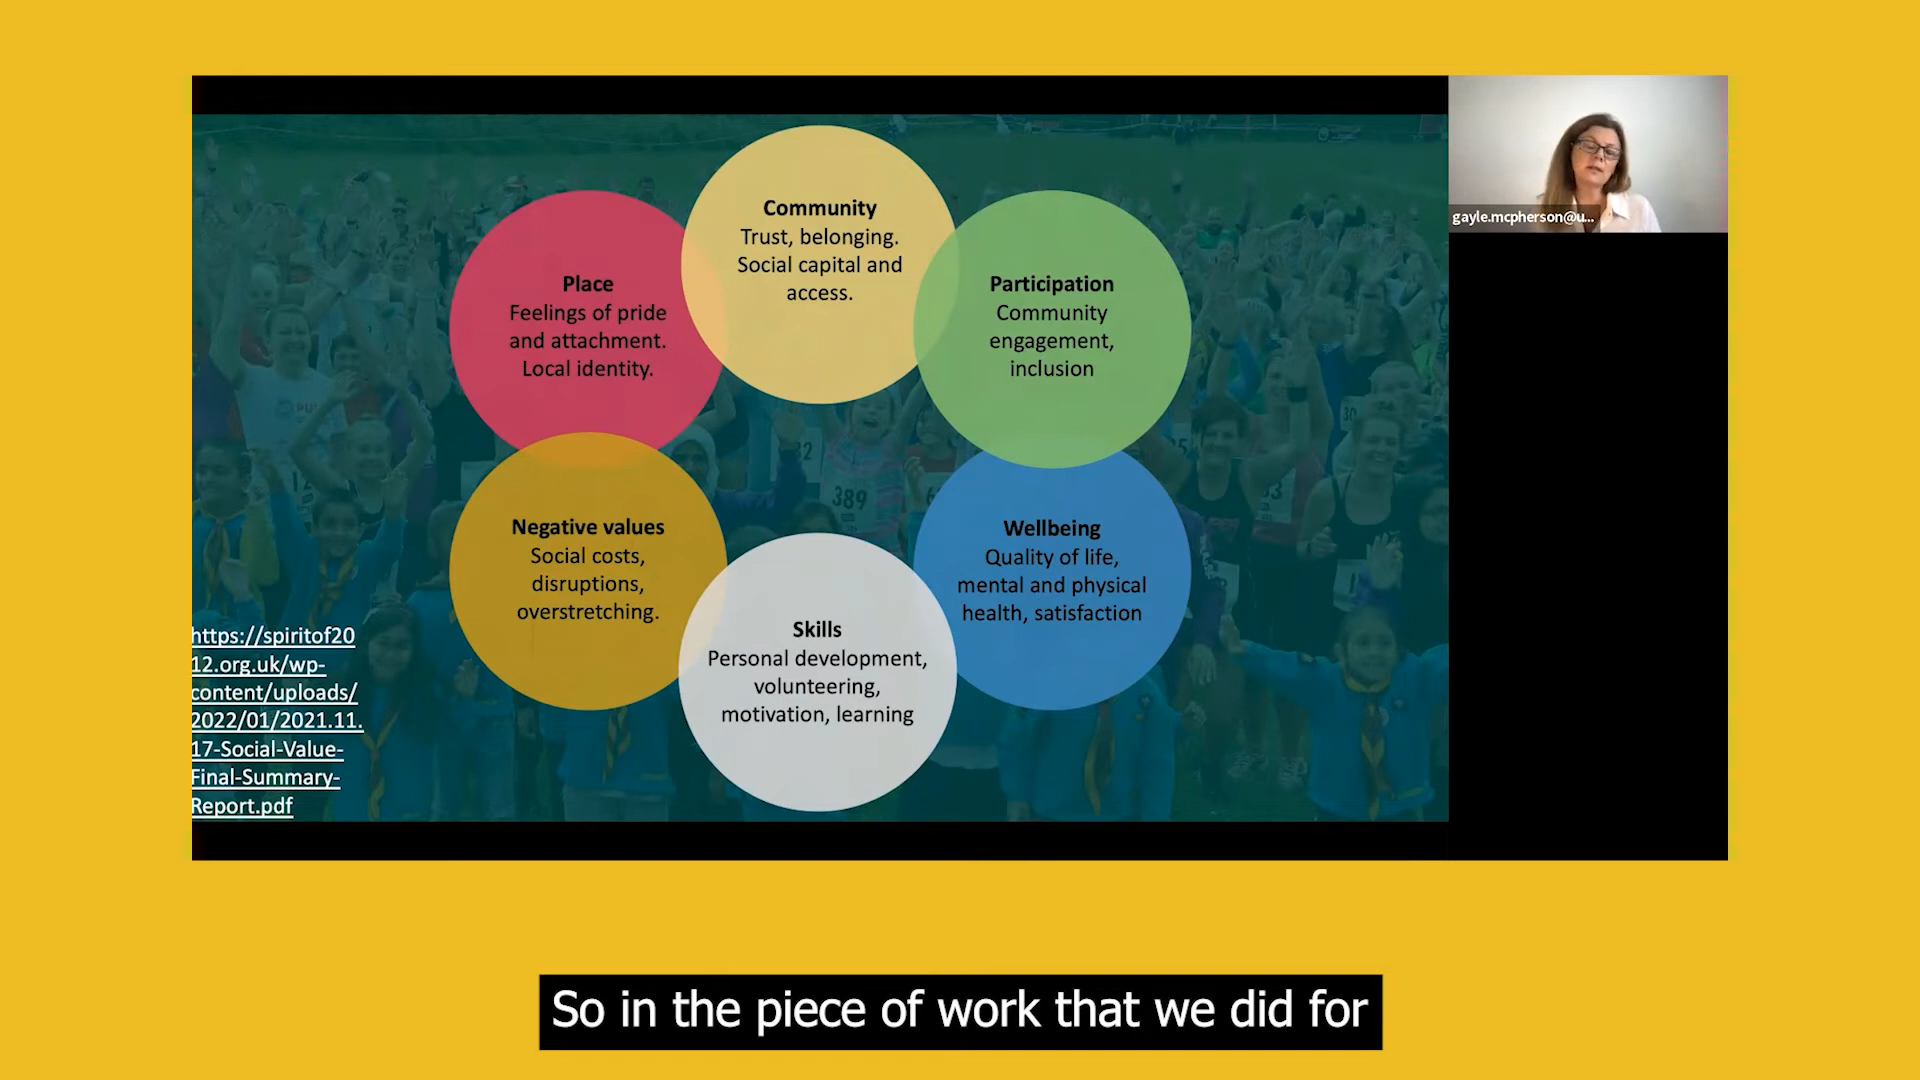 Community
Trust, belonging.
Social capital and
access.
Place
Feelings of pride
and attachment.
Local identity.
Participation
Community
engagement,
inclusion
Negative values
Social costs,
disruptions,
overstretching.
Wellbeing
Quality of life,
mental and physical
health, satisfaction
Skills
Personal development,
volunteering,
motivation, learning
https://spiritof20
12.org.uk/wp-
content/uploads/
2022/01/2021.11.
17-Social-Value-
Final-Summary-
Report.pdf
gayle.mcpherson@u...
389
So in the piece of work that we did for